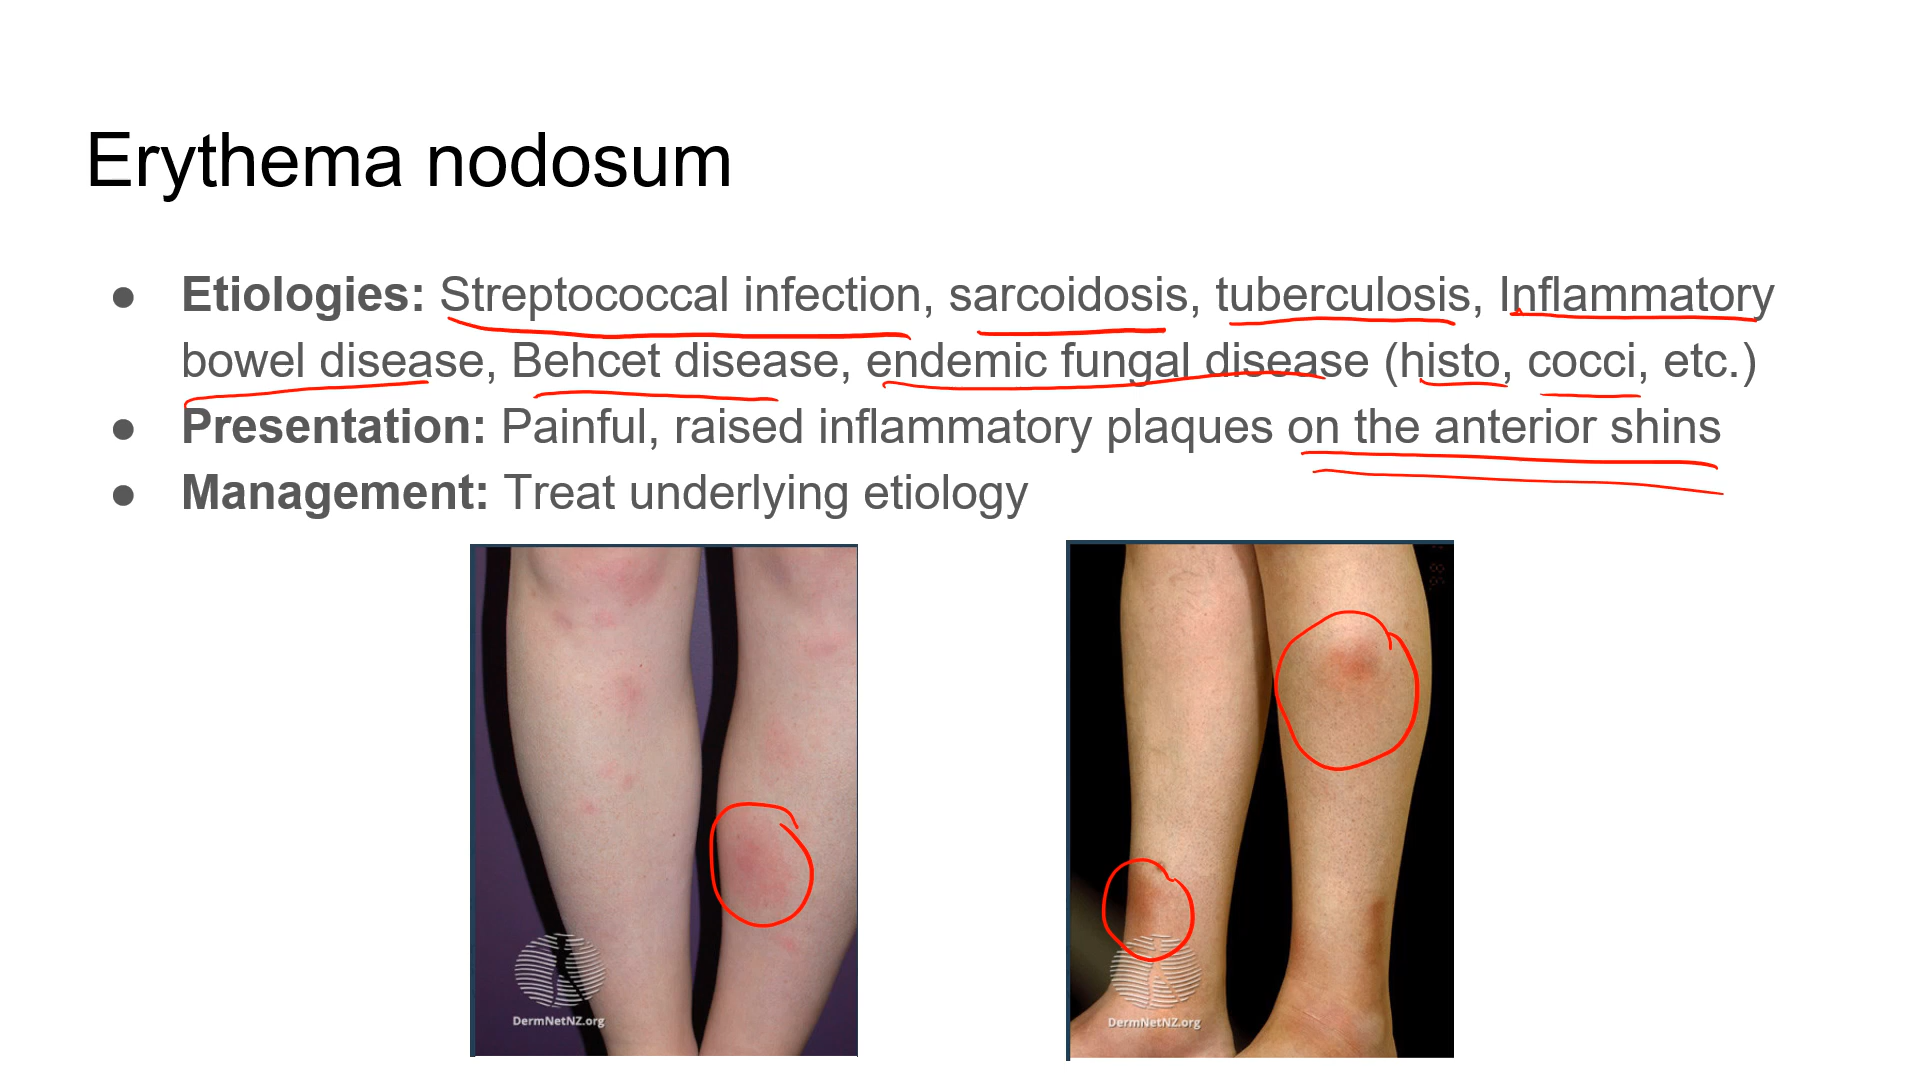 Erythema nodosum
● Etiologies: Streptococcal infection, sarcoidosis, tuberculosis, Inflammatory
bowel disease, Behcet disease, endemic fungal disease (histo, cocci, etc.)
● Presentation: Painful, raised inflammatory plaques on the anterior shins
● Management: Treat underlying etiology
DermNetNZ.org
DermNetNZ.org